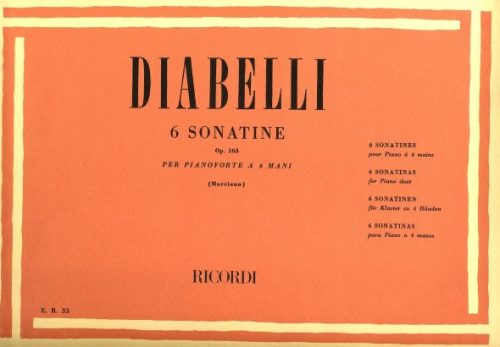 DIABELLI
6 SONATINE
Op. 163
PER PIANOFORTE A 4 MANI
(Marciano)
6 SONATINES
pour Piano à 4 mains
6 SONATINAS
for Piano duet
6 SONATINEN
für Klavier zu 4 Händen
6 SONATINAS
para Piano a 4 manos
RICORDI
E. R. 33